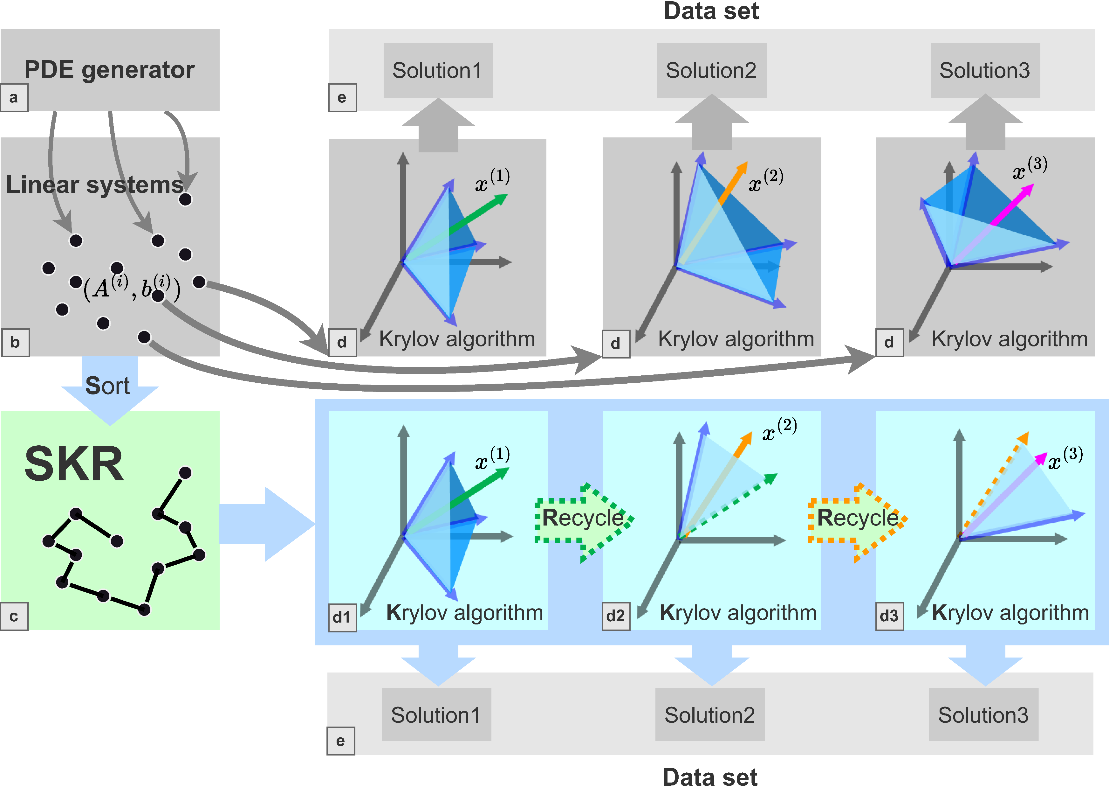 Data set
PDE generator
a
Solution1
Solution2
Solution3
e
Linear systems
(A^{(i)}, b^{(i)})
b
x^{(1)}
d
Krylov algorithm
x^{(2)}
d
Krylov algorithm
x^{(3)}
d
Krylov algorithm
Sort
SKR
c
x^{(1)}
d1
Krylov algorithm
Recycle
x^{(2)}
d2
Krylov algorithm
Recycle
x^{(3)}
d3
Krylov algorithm
Solution1
Solution2
Solution3
e
Data set